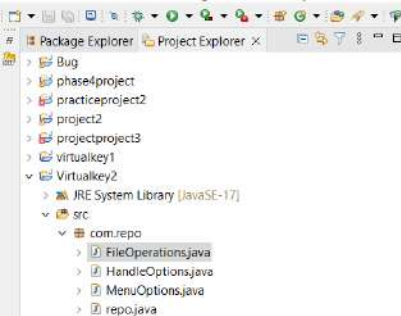 Package Explorer
Project Explorer
Bug
phase4project
practiceproject2
project2
projectproject3
virtualkey1
Virtualkey2
JRE System Library [JavaSE-17]
src
com.repo
FileOperations.java
HandleOptions.java
MenuOptions.java
repo.java